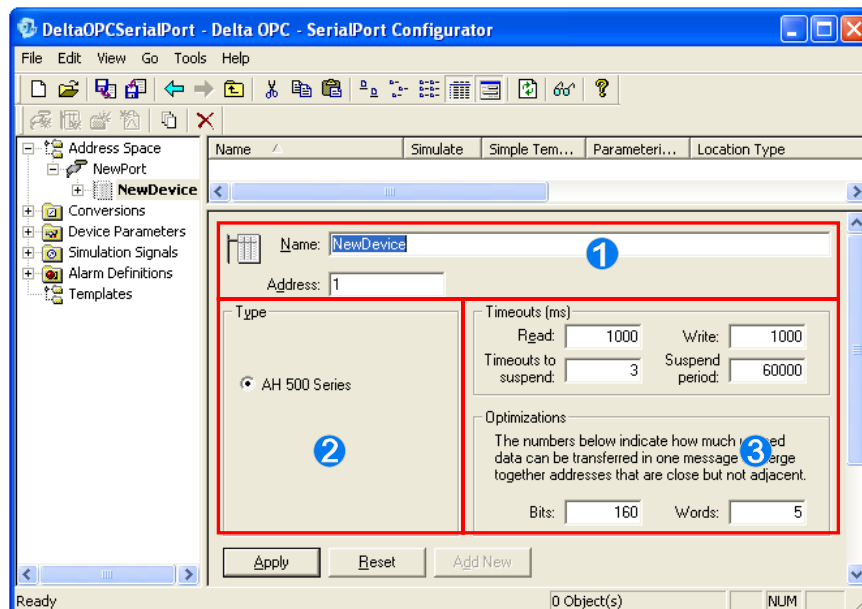 DeltaOPCSerialPort - Delta OPC - SerialPort Configurator
File Edit View Go Tools Help
Address Space
NewPort
NewDevice
Conversions
Device Parameters
Simulation Signals
Alarm Definitions
Templates
Name Simulate Simple Tem... Parameteri... Location Type
Name: NewDevice
1
Address: 1
Type
AH 500 Series
2
Timeouts (ms)
Read: 1000 Write: 1000
Timeouts to suspend: 3 Suspend period: 60000
Optimizations
The numbers below indicate how much
data can be transferred in one message
together addresses that are close but not adjacent.
3
Bits: 160 Words: 5
Apply Reset Add New
Ready 0 Object(s) NUM